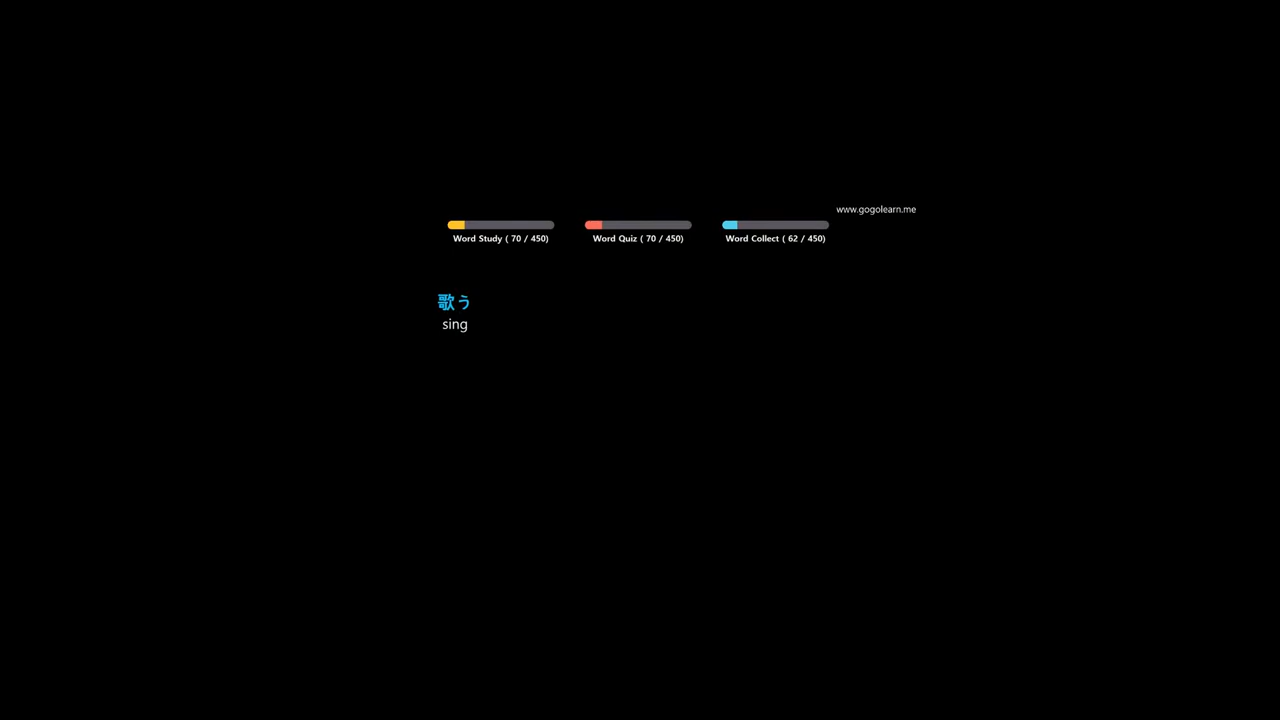 www.gogolearn.me
Word Study ( 70 / 450)
Word Quiz ( 70 / 450)
Word Collect ( 62 / 450)
歌う
sing